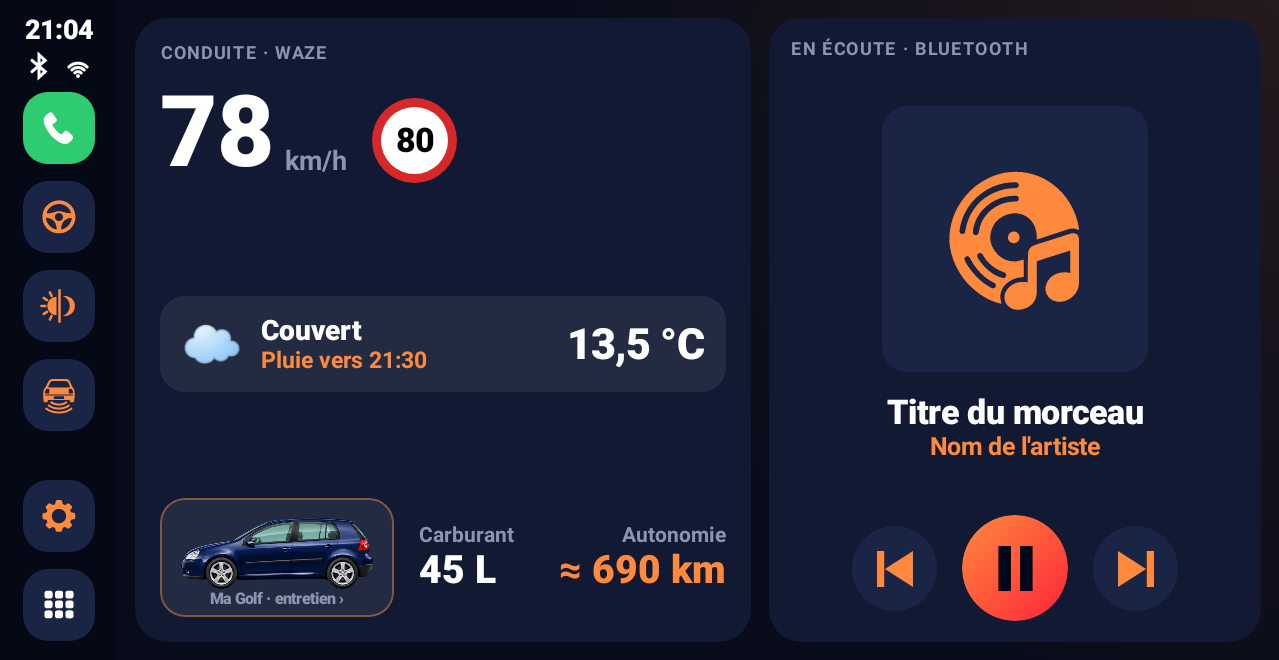 21:04
CONDUITE · WAZE
78 km/h
80
Couvert
Pluie vers 21:30
13,5 °C
Ma Golf · entretien ›
Carburant
45 L
Autonomie
≈ 690 km
EN ÉCOUTE · BLUETOOTH
Titre du morceau
Nom de l'artiste